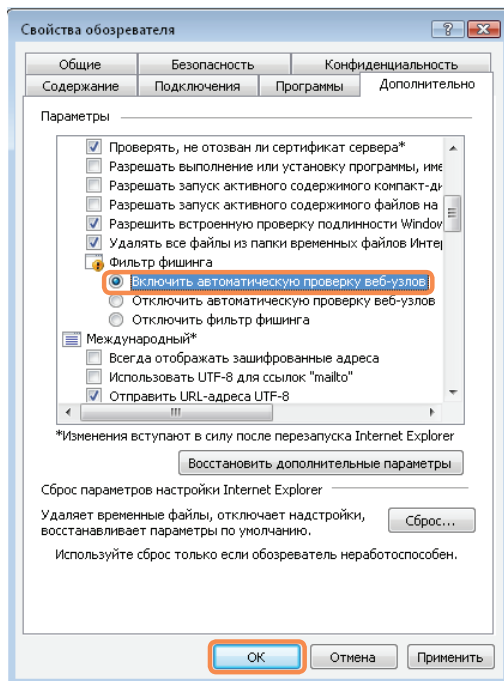 Свойства обозревателя
Общие Безопасность Конфиденциальность
Содержание Подключения Программы Дополнительно
Параметры
Проверять, не отозван ли сертификат сервера*
Разрешать выполнение или установку программы, име
Разрешать запуск активного содержимого компакт-ди
Разрешать запуск активного содержимого файлов на
Разрешить встроенную проверку подлинности Window
Удалять все файлы из папки временных файлов Интер
Фильтр фишинга
Включить автоматическую проверку веб-узлов
Отключить автоматическую проверку веб-узлов
Отключить фильтр фишинга
Международный*
Всегда отображать зашифрованные адреса
Использовать UTF-8 для ссылок "mailto"
Отправить URL-адреса UTF-8
*Изменения вступают в силу после перезапуска Internet Explorer
Восстановить дополнительные параметры
Сброс параметров настройки Internet Explorer
Удаляет временные файлы, отключает надстройки,
восстанавливает параметры по умолчанию.
Сброс...
Используйте сброс только если обозреватель неработоспособен.
ОК Отмена Применить